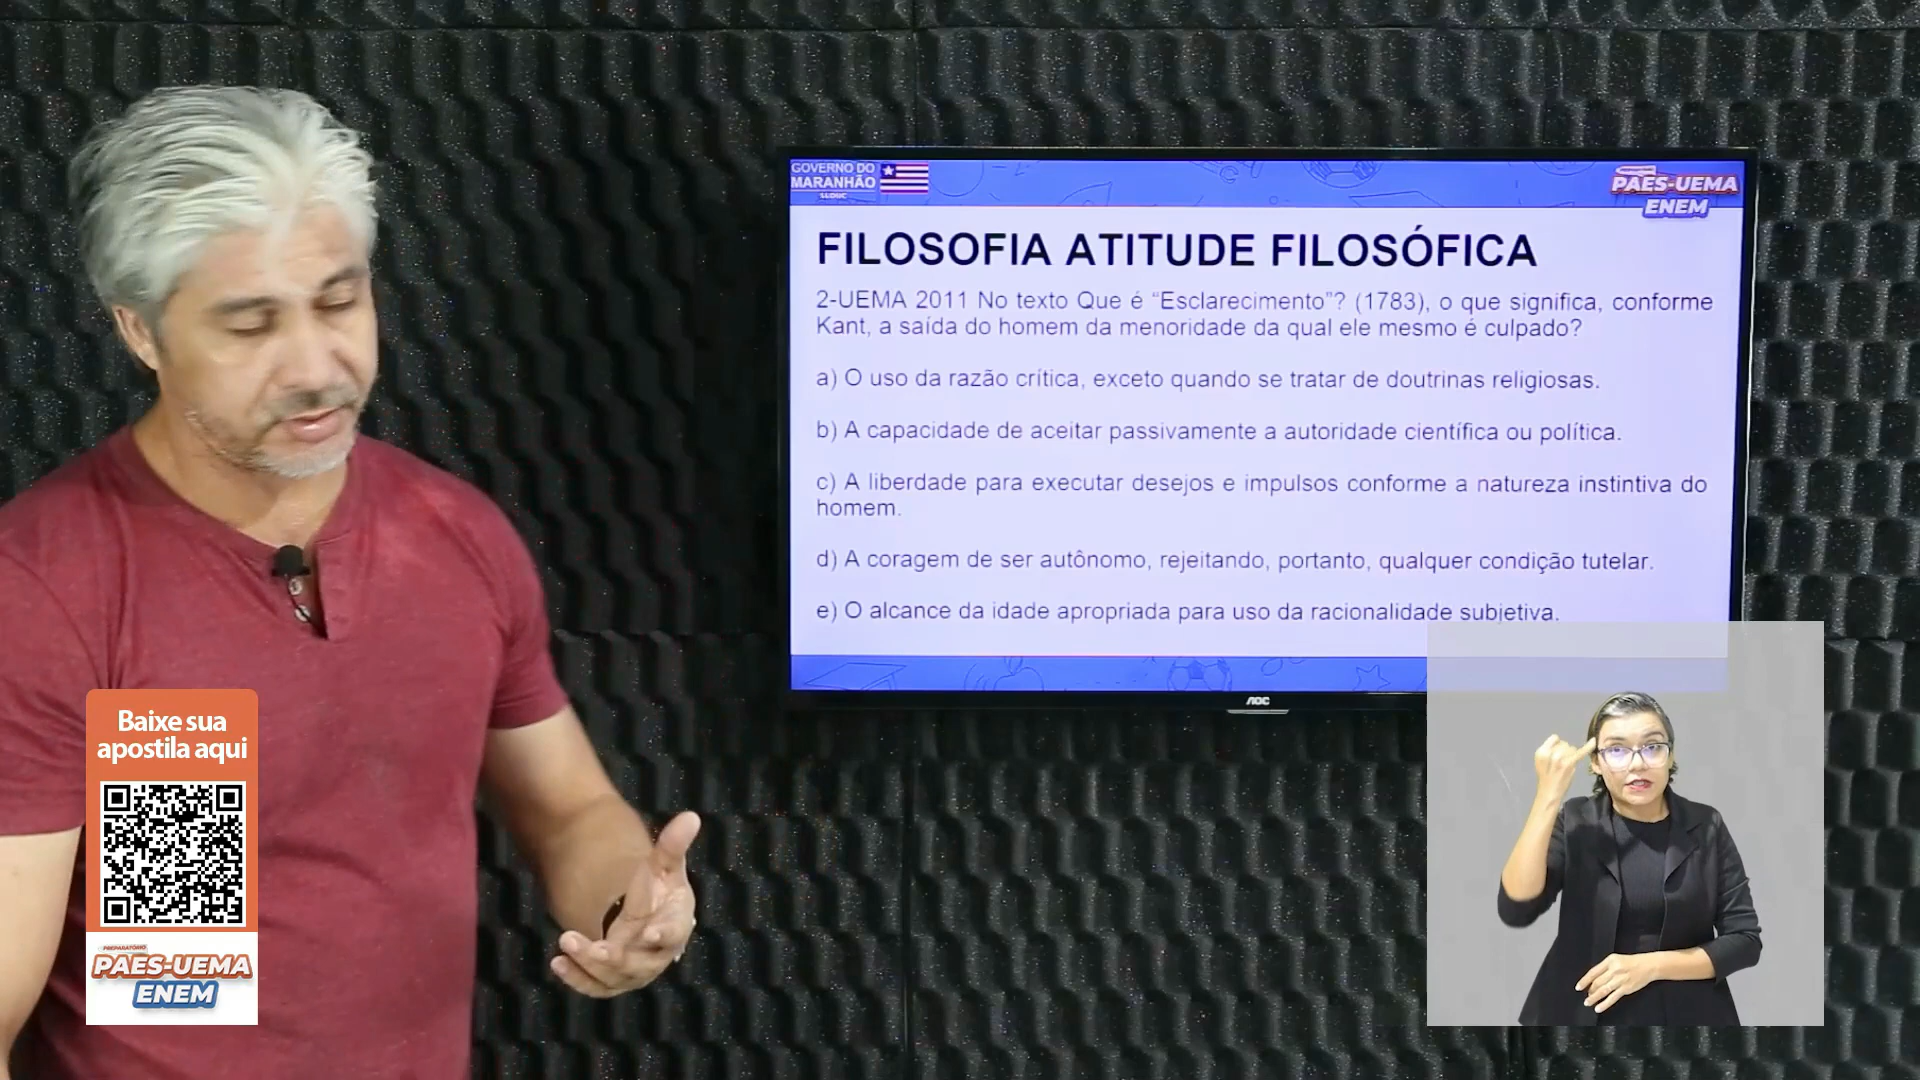 GOVERNO DO
MARANHÃO
PAES-UEMA
ENEM
FILOSOFIA ATITUDE FILOSÓFICA
2-UEMA 2011 No texto Que é “Esclarecimento”? (1783), o que significa, conforme
Kant, a saída do homem da menoridade da qual ele mesmo é culpado?
a) O uso da razão crítica, exceto quando se tratar de doutrinas religiosas.
b) A capacidade de aceitar passivamente a autoridade científica ou política.
c) A liberdade para executar desejos e impulsos conforme a natureza instintiva do
homem.
d) A coragem de ser autônomo, rejeitando, portanto, qualquer condição tutelar.
e) O alcance da idade apropriada para uso da racionalidade subjetiva.
AOC
Baixe sua
apostila aqui
PREPARATÓRIO
PAES-UEMA
ENEM